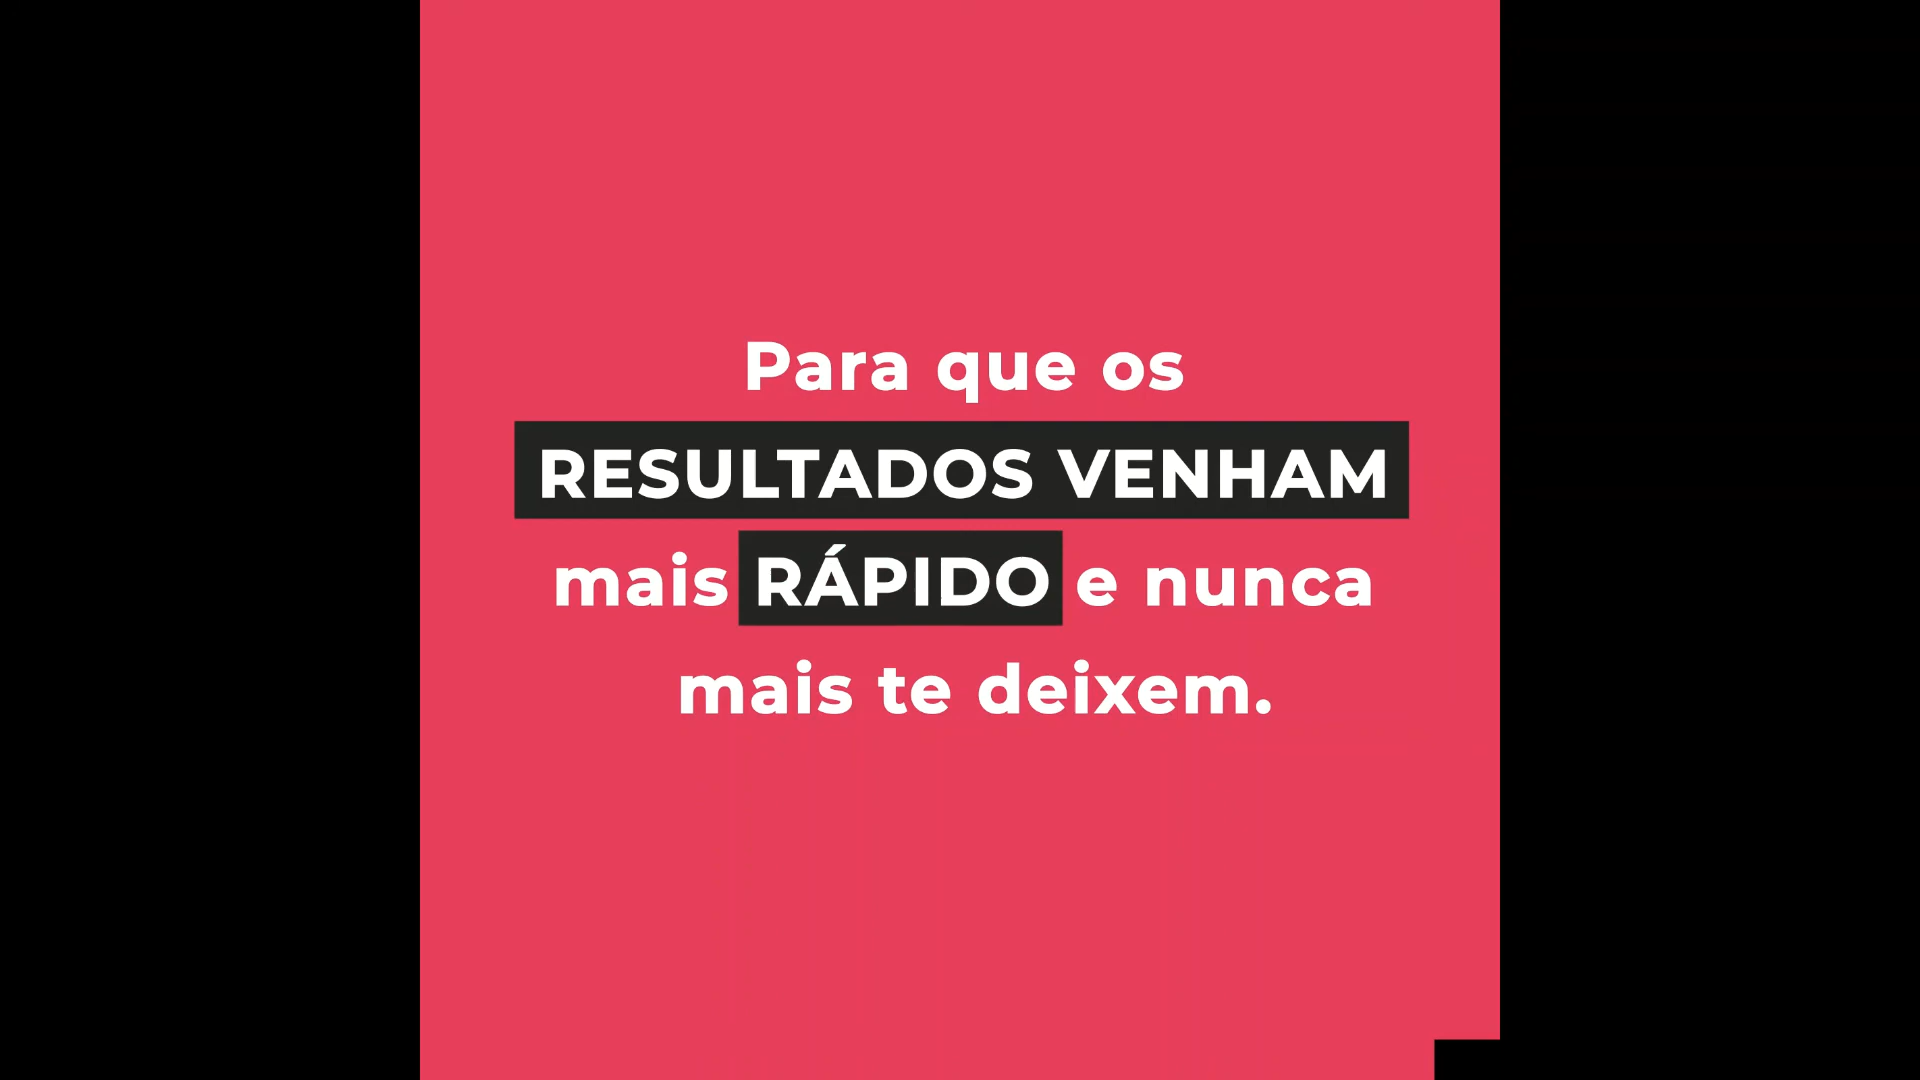 Para que os
RESULTADOS VENHAM
mais RÁPIDO e nunca
mais te deixem.